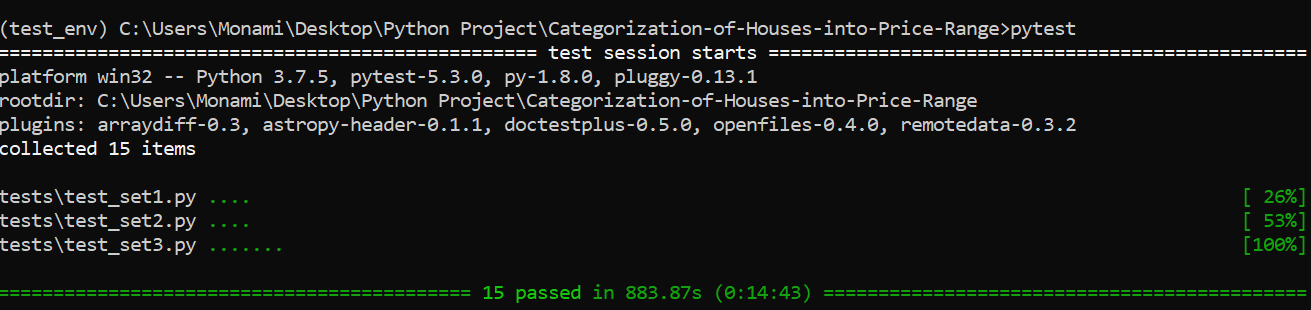 (test_env) C:\Users\Monami\Desktop\Python Project\Categorization-of-Houses-into-Price-Range>pytest
================================================= test session starts =================================================
platform win32 -- Python 3.7.5, pytest-5.3.0, py-1.8.0, pluggy-0.13.1
rootdir: C:\Users\Monami\Desktop\Python Project\Categorization-of-Houses-into-Price-Range
plugins: arraydiff-0.3, astropy-header-0.1.1, doctestplus-0.5.0, openfiles-0.4.0, remotedata-0.3.2
collected 15 items
tests\test_set1.py .... [ 26%]
tests\test_set2.py .... [ 53%]
tests\test_set3.py ....... [100%]
=========================================== 15 passed in 883.87s (0:14:43) ============================================